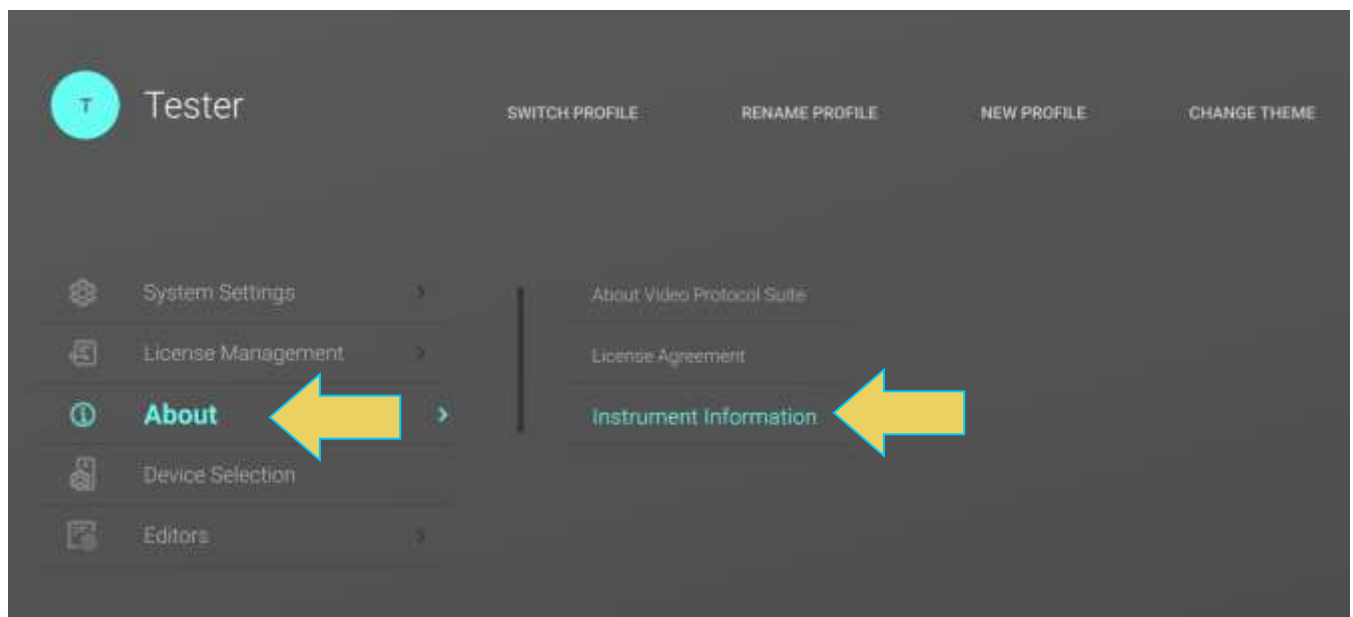 T
Tester
SWITCH PROFILE
RENAME PROFILE
NEW PROFILE
CHANGE THEME
System Settings
License Management
About
Device Selection
Editors
About Video Protocol Suite
License Agreement
Instrument Information